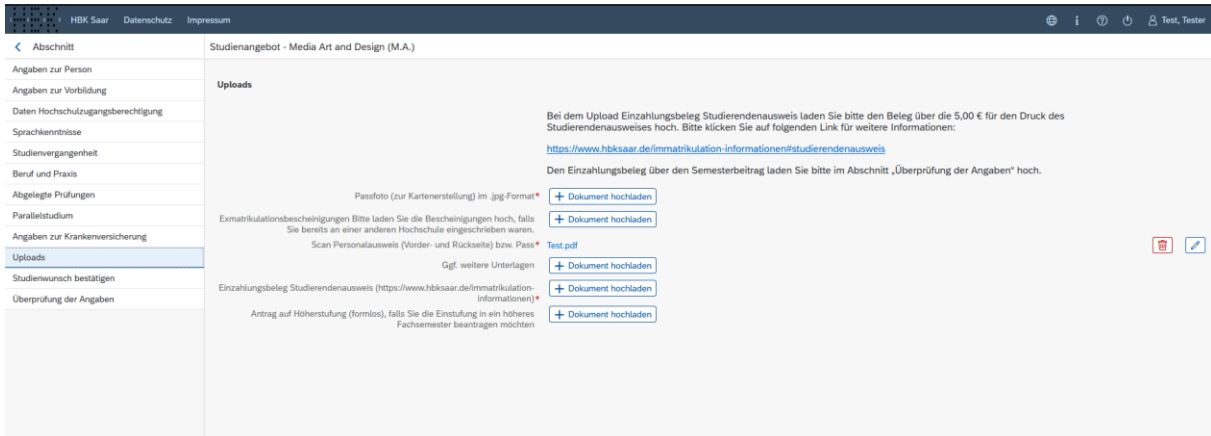 HBK Saar Datenschutz Impressum
Test, Tester
Abschnitt
Studienangebot - Media Art and Design (M.A.)
Angaben zur Person
Angaben zur Vorbildung
Daten Hochschulzugangsberechtigung
Sprachkenntnisse
Studienvergangenheit
Beruf und Praxis
Abgelegte Prüfungen
Parallelstudium
Angaben zur Krankenversicherung
Uploads
Studienwunsch bestätigen
Überprüfung der Angaben
Uploads
Bei dem Upload Einzahlungsbeleg Studierendenausweis laden Sie bitte den Beleg über die 5,00 € für den Druck des
Studierendenausweises hoch. Bitte klicken Sie auf folgenden Link für weitere Informationen:
https://www.hbksaar.de/immatrikulation-informationen#studierendenausweis
Den Einzahlungsbeleg über den Semesterbeitrag laden Sie bitte im Abschnitt „Überprüfung der Angaben" hoch.
Passfoto (zur Kartenerstellung) im .jpg-Format* Dokument hochladen
Exmatrikulationsbescheinigungen Bitte laden Sie die Bescheinigungen hoch, falls Dokument hochladen
Sie bereits an einer anderen Hochschule eingeschrieben waren.
Scan Personalausweis (Vorder- und Rückseite) bzw. Pass* Test.pdf
Ggf. weitere Unterlagen Dokument hochladen
Einzahlungsbeleg Studierendenausweis (https://www.hbksaar.de/immatrikulation- Dokument hochladen
informationen)*
Antrag auf Höherstufung (formlos), falls Sie die Einstufung in ein höheres Dokument hochladen
Fachsemester beantragen möchten